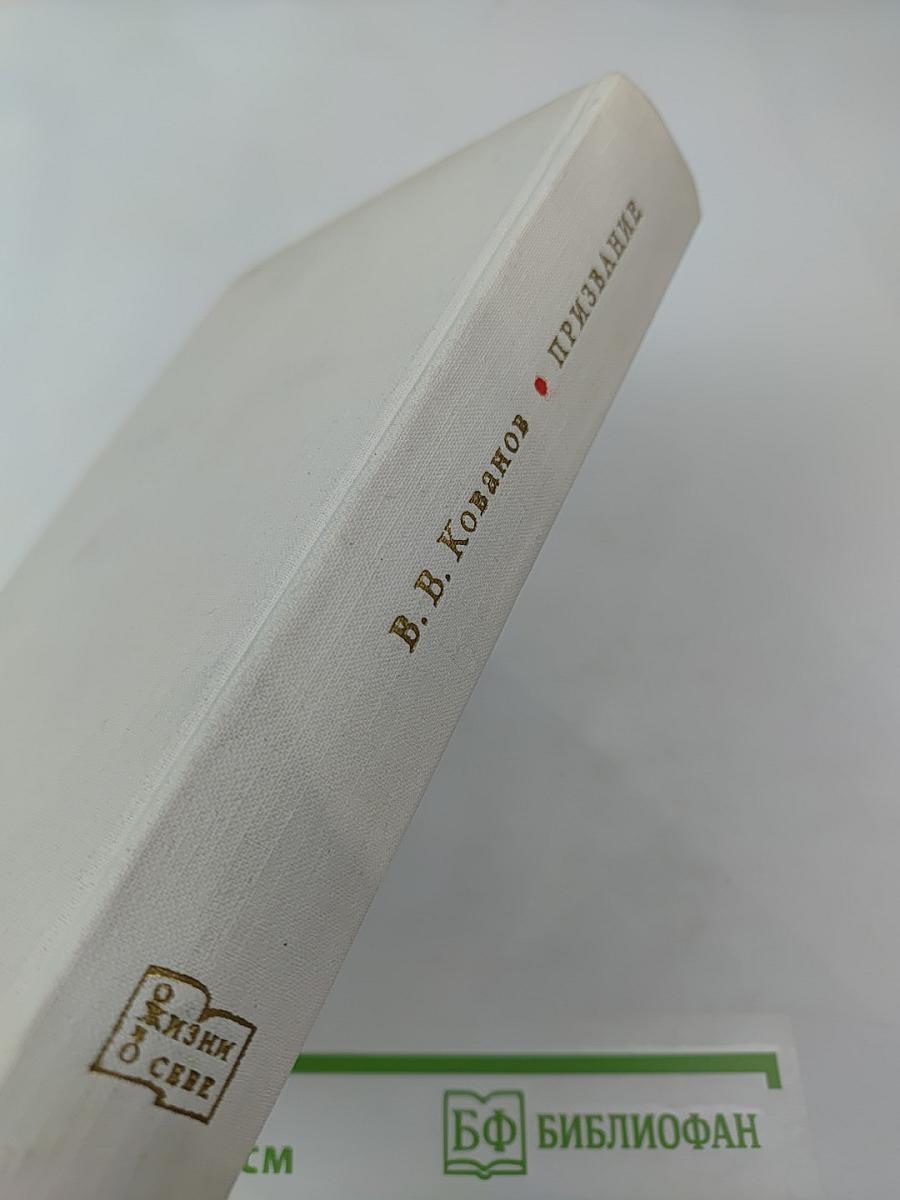 В. В. Кованов • ПРИЗВАНИЕ
О ЖИЗНИ
И
О СЕБЕ
см
БФ БИБЛИОФАН